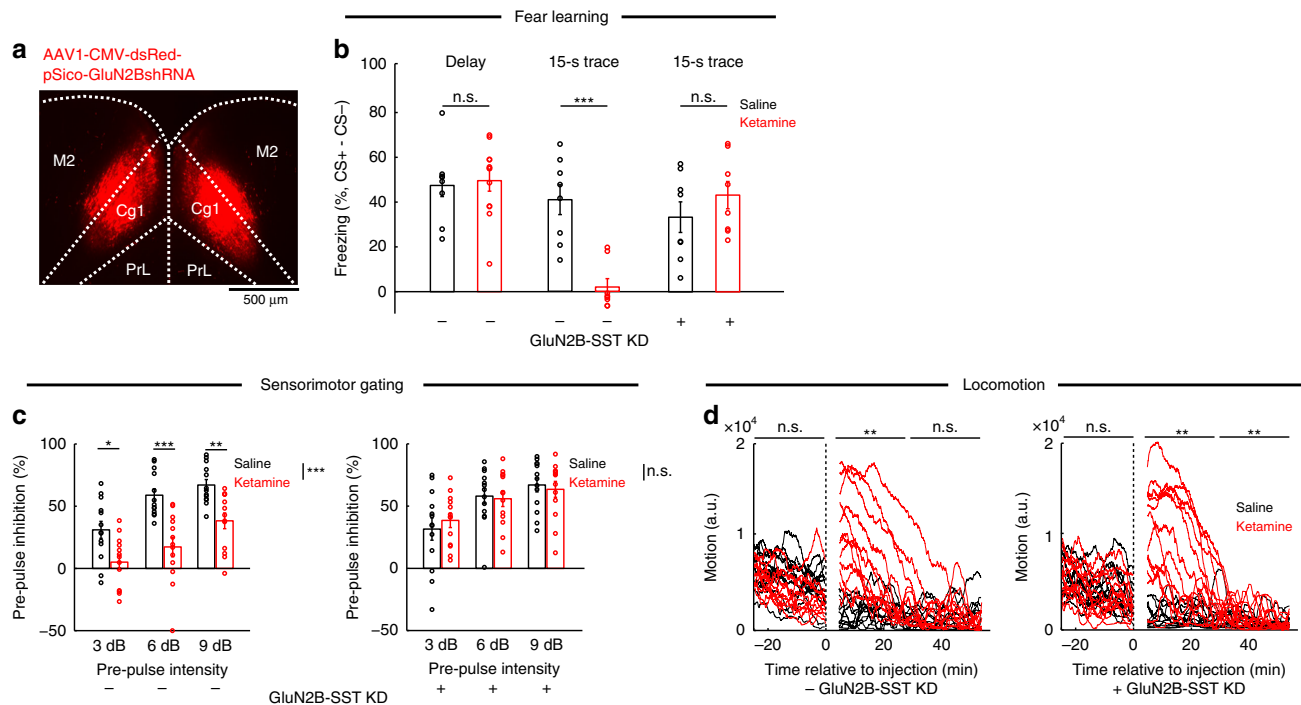 Fear learning
a
AAV1-CMV-dsRed-
pSico-GluN2BshRNA
M2
M2
Cg1
Cg1
PrL
PrL
500 μm
b
Freezing (%, CS+ - CS–)
100
80
60
40
20
0
Delay
15-s trace
15-s trace
n.s.
***
n.s.
Saline
Ketamine
– – – – + +
GluN2B-SST KD
Sensorimotor gating
c
Pre-pulse inhibition (%)
100
50
0
–50
*
***
**
Saline
Ketamine
***
3 dB 6 dB 9 dB
Pre-pulse intensity
– – –
Pre-pulse inhibition (%)
100
50
0
–50
Saline
Ketamine
n.s.
3 dB 6 dB 9 dB
Pre-pulse intensity
+ + +
GluN2B-SST KD
Locomotion
d
×10⁴
2
1
0
Motion (a.u.)
n.s.
**
n.s.
–20 0 20 40
Time relative to injection (min)
– GluN2B-SST KD
×10⁴
2
1
0
Motion (a.u.)
n.s.
**
**
Saline
Ketamine
–20 0 20 40
Time relative to injection (min)
+ GluN2B-SST KD